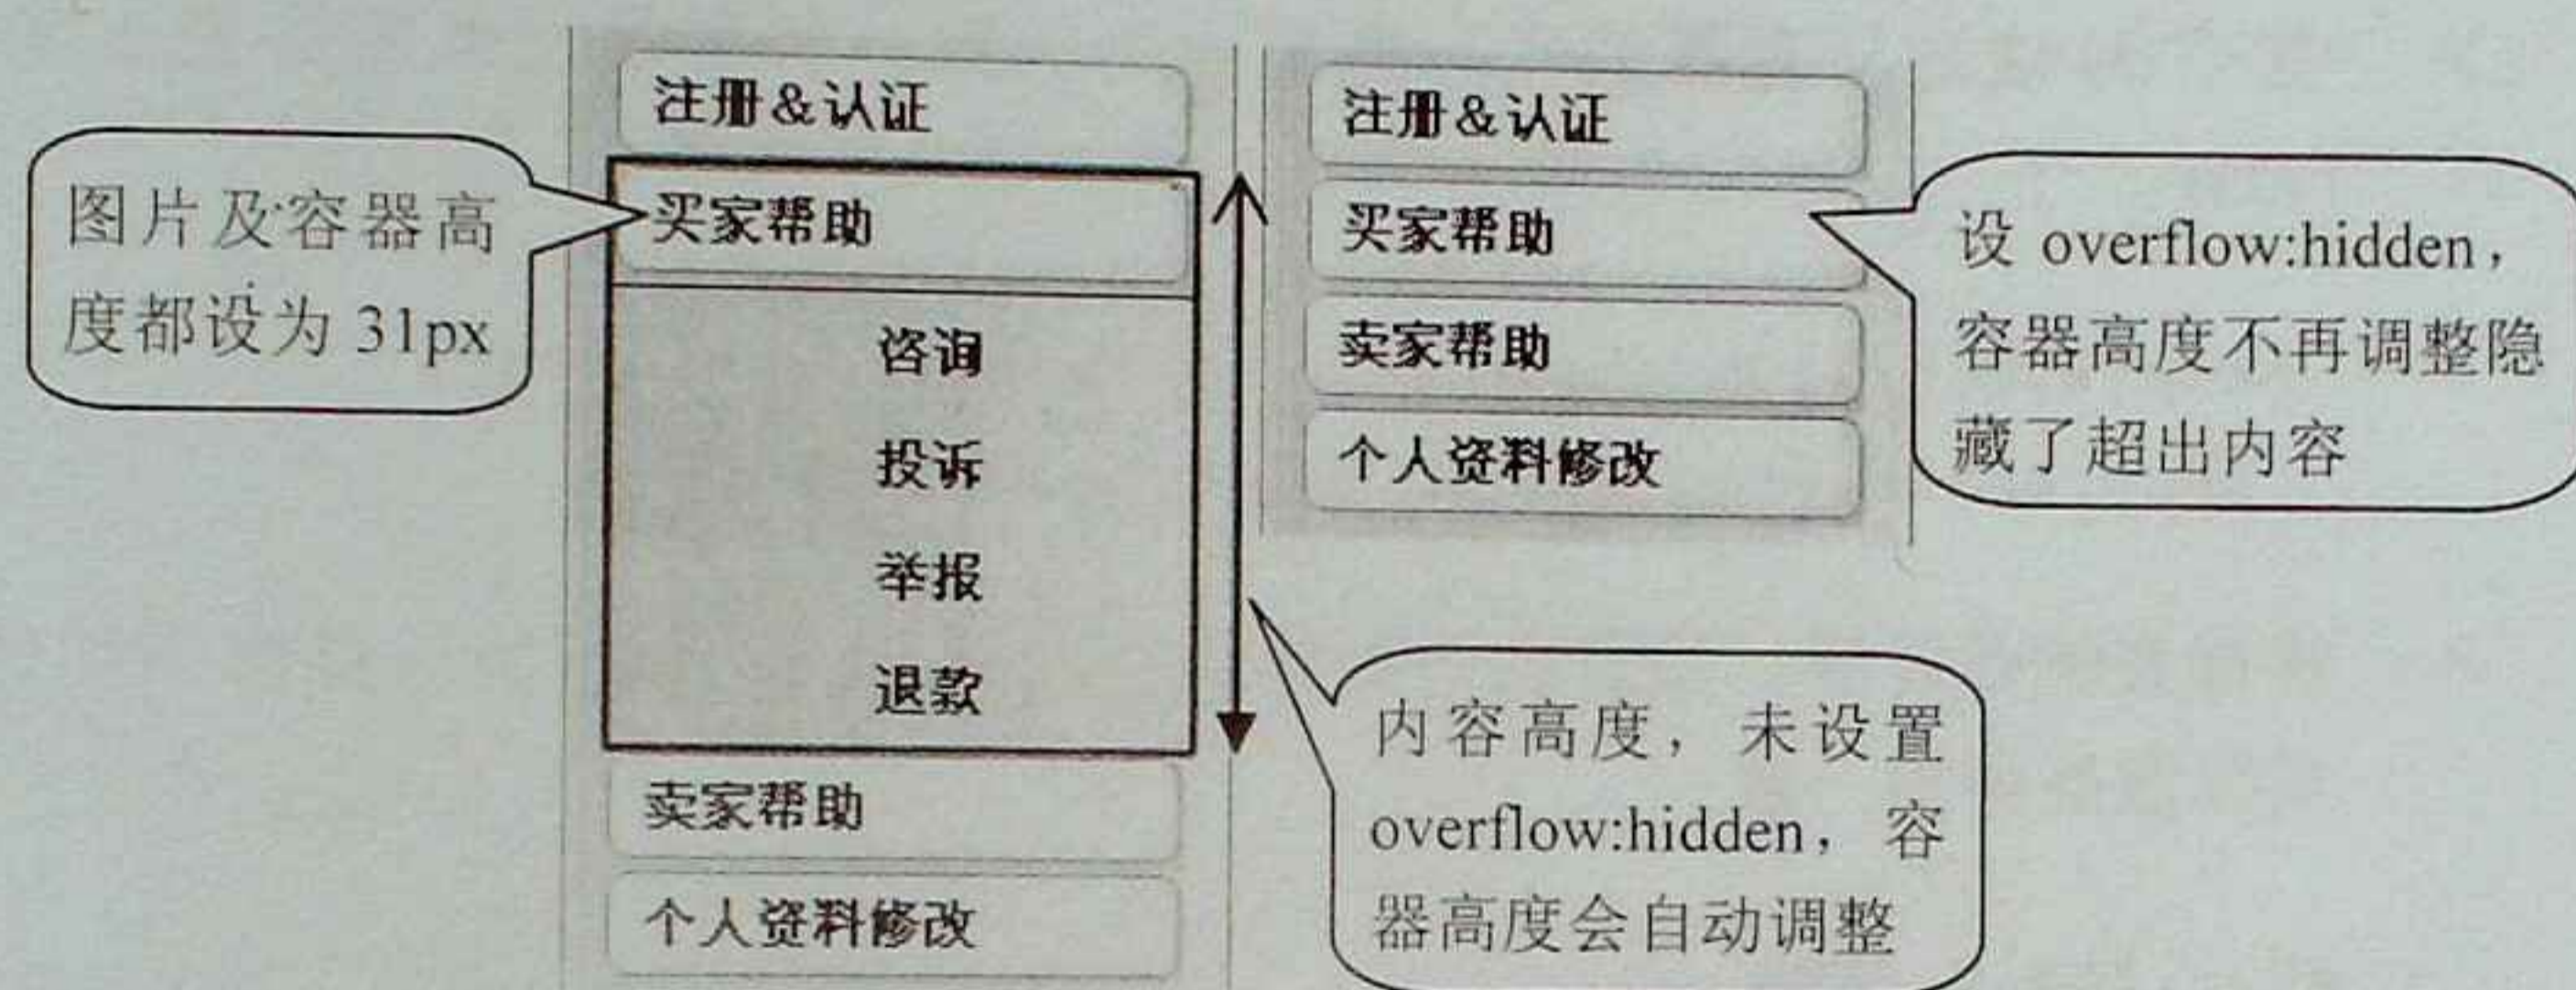 图片及容器高
度都设为 31px
注册&认证
买家帮助
咨询
投诉
举报
退款
卖家帮助
个人资料修改
注册&认证
买家帮助
卖家帮助
个人资料修改
设 overflow:hidden，
容器高度不再调整隐
藏了超出内容
内容高度，未设置
overflow:hidden，容
器高度会自动调整